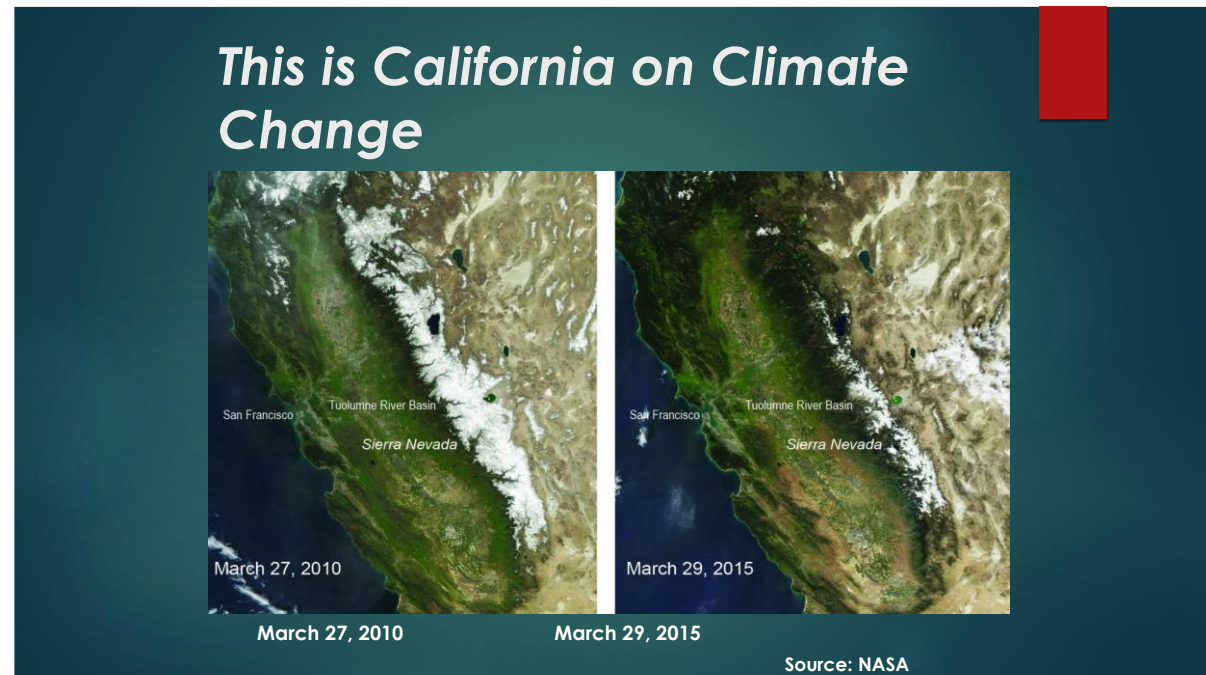 This is California on Climate
Change
San Francisco
Tuolumne River Basin
Sierra Nevada
March 27, 2010
San Francisco
Tuolumne River Basin
Sierra Nevada
March 29, 2015
March 27, 2010
March 29, 2015
Source: NASA